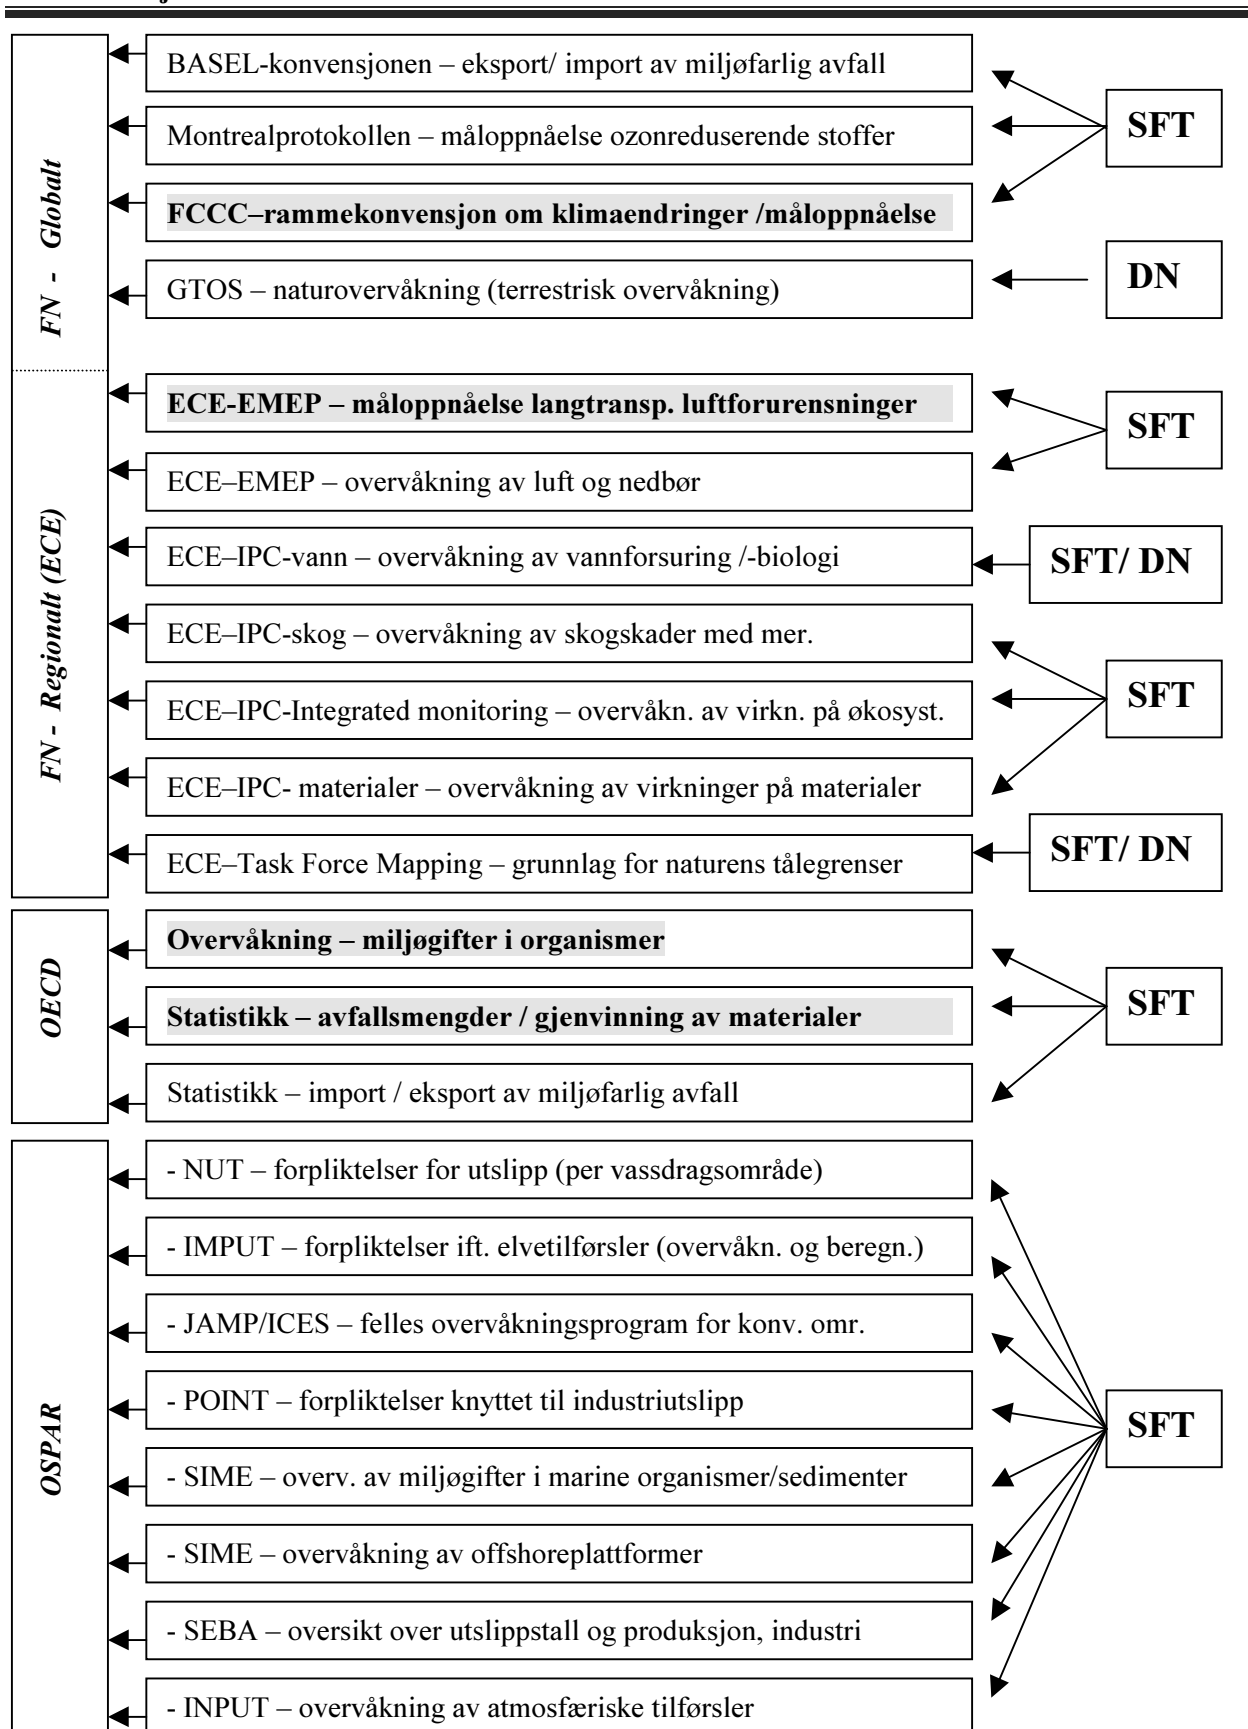 FN - Globalt
BASEL-konvensjonen – eksport/ import av miljøfarlig avfall
Montrealprotokollen – måloppnåelse ozonreduserende stoffer
SFT
FCCC–rammekonvensjon om klimaendringer /måloppnåelse
GTOS – naturovervåkning (terrestrisk overvåkning)
DN
FN - Regionalt (ECE)
ECE-EMEP – måloppnåelse langtransp. luftforurensninger
ECE–EMEP – overvåkning av luft og nedbør
SFT
ECE–IPC-vann – overvåkning av vannforsuring /-biologi
SFT/ DN
ECE–IPC-skog – overvåkning av skogskader med mer.
ECE–IPC-Integrated monitoring – overvåkn. av virkn. på økosyst.
SFT
ECE–IPC- materialer – overvåkning av virkninger på materialer
ECE–Task Force Mapping – grunnlag for naturens tålegrenser
SFT/ DN
OECD
Overvåkning – miljøgifter i organismer
Statistikk – avfallsmengder / gjenvinning av materialer
SFT
Statistikk – import / eksport av miljøfarlig avfall
OSPAR
- NUT – forpliktelser for utslipp (per vassdragsområde)
- IMPUT – forpliktelser ift. elvetilførsler (overvåkn. og beregn.)
- JAMP/ICES – felles overvåkningsprogram for konv. omr.
- POINT – forpliktelser knyttet til industriutslipp
SFT
- SIME – overv. av miljøgifter i marine organismer/sedimenter
- SIME – overvåkning av offshoreplattformer
- SEBA – oversikt over utslippstall og produksjon, industri
- INPUT – overvåkning av atmosfæriske tilførsler